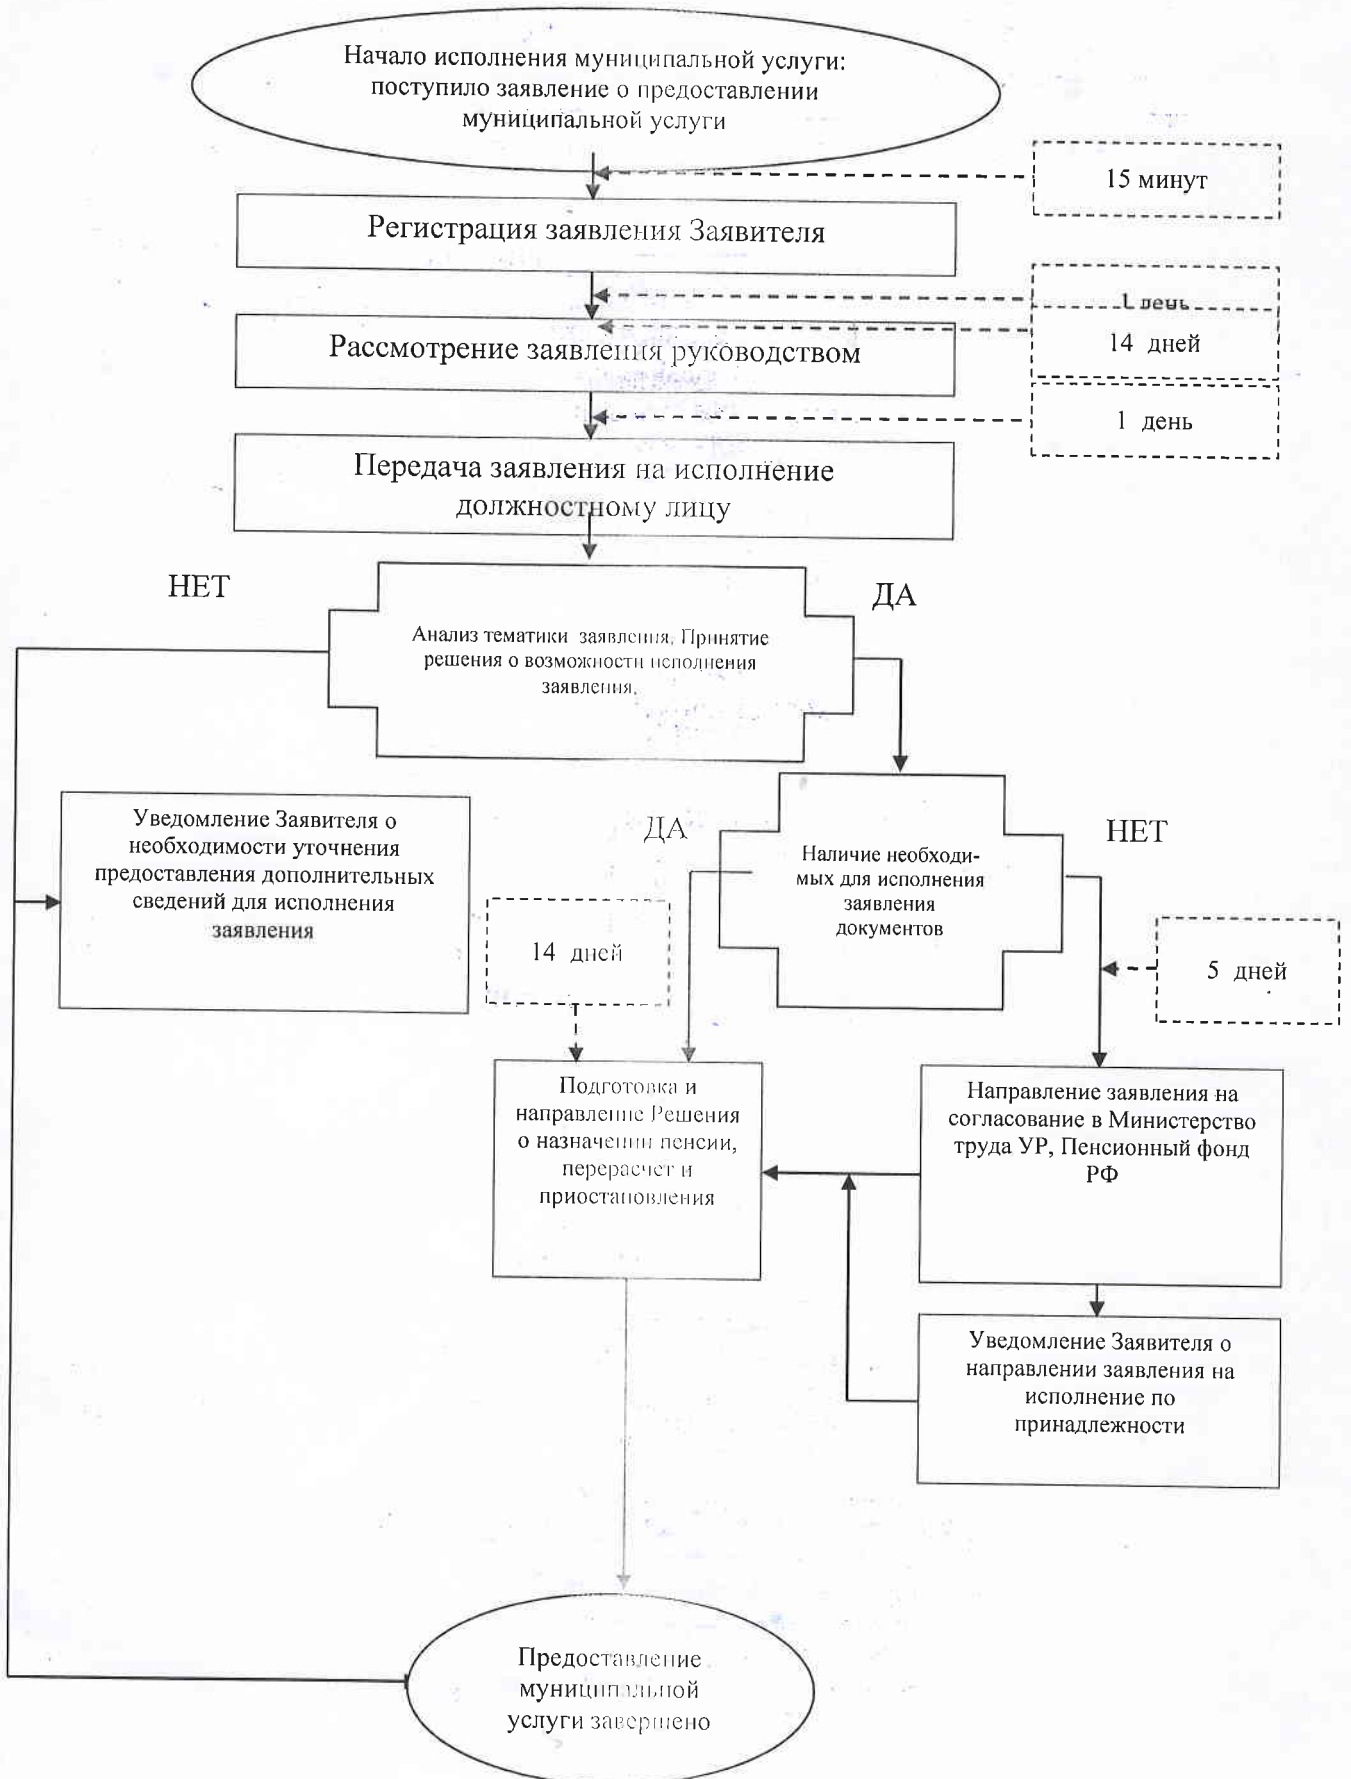 Начало исполнения муниципальной услуги:
поступило заявление о предоставлении
муниципальной услуги
15 минут
Регистрация заявления Заявителя
1 день
Рассмотрение заявления руководством
14 дней
1 день
Передача заявления на исполнение
должностному лицу
НЕТ
ДА
Анализ тематики заявления. Принятие
решения о возможности исполнения
заявления.
Уведомление Заявителя о
необходимости уточнения
предоставления дополнительных
сведений для исполнения
заявления
ДА
НЕТ
Наличие необходи-
мых для исполнения
заявления
документов
14 дней
5 дней
Подготовка и
направление Решения
о назначении пенсии,
перерасчет и
приостановления
Направление заявления на
согласование в Министерство
труда УР, Пенсионный фонд
РФ
Уведомление Заявителя о
направлении заявления на
исполнение по
принадлежности
Предоставление
муниципальной
услуги завершено